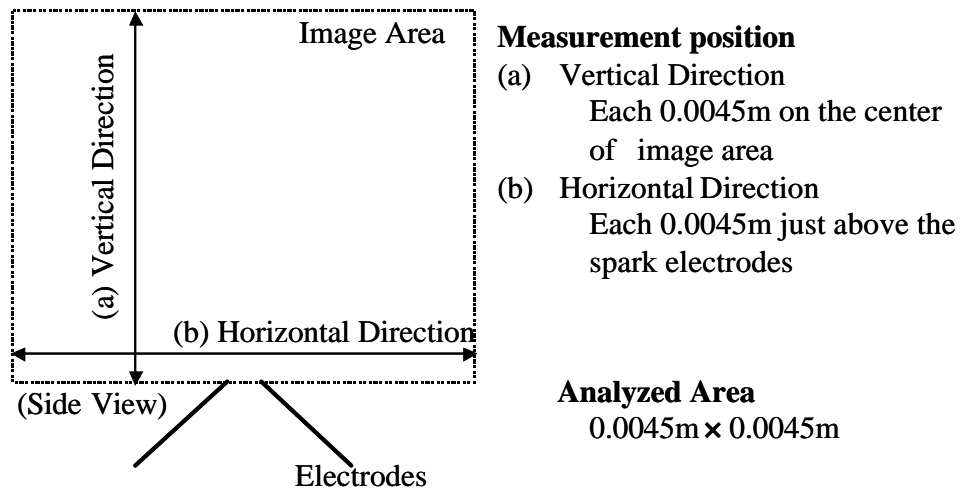 Image Area
(a) Vertical Direction
(b) Horizontal Direction
(Side View)
Electrodes
Measurement position
(a) Vertical Direction
Each 0.0045m on the center
of image area
(b) Horizontal Direction
Each 0.0045m just above the
spark electrodes
Analyzed Area
0.0045m × 0.0045m